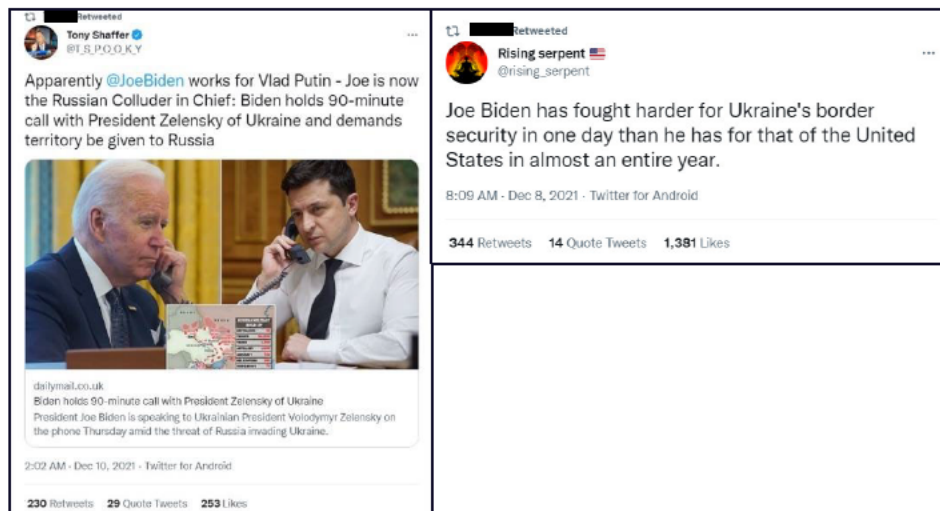 Retweeted
Tony Shaffer
@T_S_P_O_O_K_Y
Apparently @JoeBiden works for Vlad Putin - Joe is now
the Russian Colluder in Chief: Biden holds 90-minute
call with President Zelensky of Ukraine and demands
territory be given to Russia
dailymail.co.uk
Biden holds 90-minute call with President Zelensky of Ukraine
President Joe Biden is speaking to Ukrainian President Volodymyr Zelensky on
the phone Thursday amid the threat of Russia invading Ukraine.
2:02 AM · Dec 10, 2021 · Twitter for Android
230 Retweets 29 Quote Tweets 253 Likes
Retweeted
Rising serpent
@rising_serpent
Joe Biden has fought harder for Ukraine's border
security in one day than he has for that of the United
States in almost an entire year.
8:09 AM · Dec 8, 2021 · Twitter for Android
344 Retweets 14 Quote Tweets 1,381 Likes